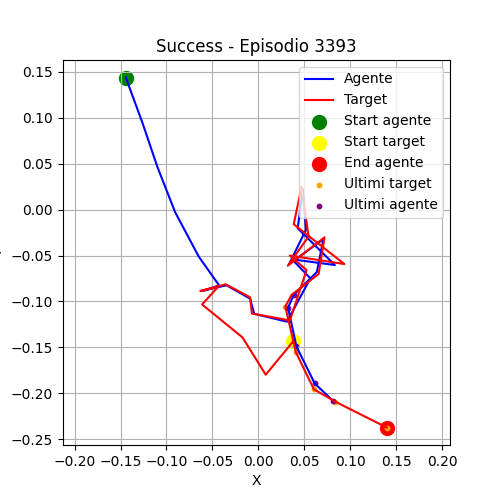 Success - Episodio 3393
0.15
0.10
0.05
0.00
−0.05
−0.10
−0.15
−0.20
−0.25
Agente
Target
Start agente
Start target
End agente
Ultimi target
Ultimi agente
−0.20 −0.15 −0.10 −0.05 0.00 0.05 0.10 0.15 0.20
X